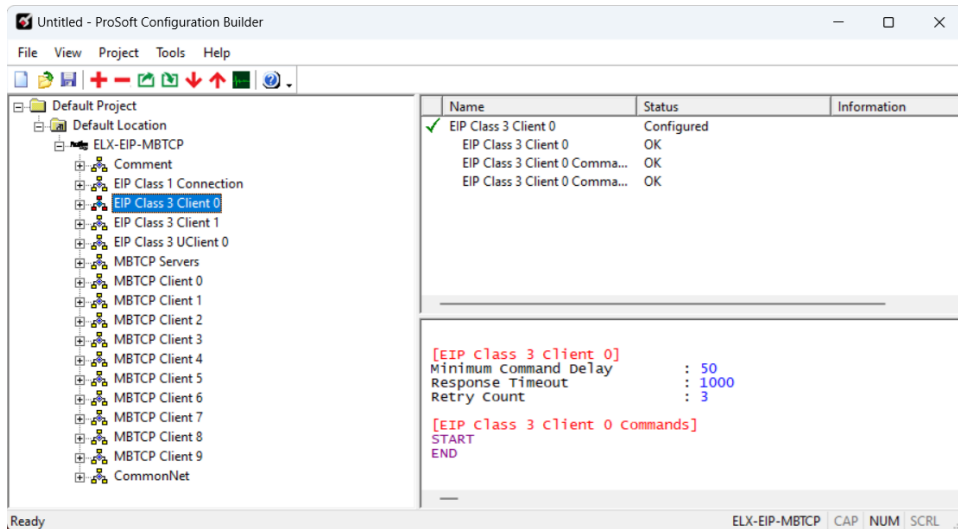 Untitled - ProSoft Configuration Builder
File View Project Tools Help
Default Project
Default Location
ELX-EIP-MBTCP
Comment
EIP Class 1 Connection
EIP Class 3 Client 0
EIP Class 3 Client 1
EIP Class 3 UClient 0
MBTCP Servers
MBTCP Client 0
MBTCP Client 1
MBTCP Client 2
MBTCP Client 3
MBTCP Client 4
MBTCP Client 5
MBTCP Client 6
MBTCP Client 7
MBTCP Client 8
MBTCP Client 9
CommonNet
Name Status Information
EIP Class 3 Client 0 Configured
EIP Class 3 Client 0 OK
EIP Class 3 Client 0 Comma... OK
EIP Class 3 Client 0 Comma... OK
[EIP Class 3 Client 0]
Minimum Command Delay : 50
Response Timeout : 1000
Retry Count : 3
[EIP Class 3 Client 0 Commands]
START
END
Ready ELX-EIP-MBTCP CAP NUM SCRL